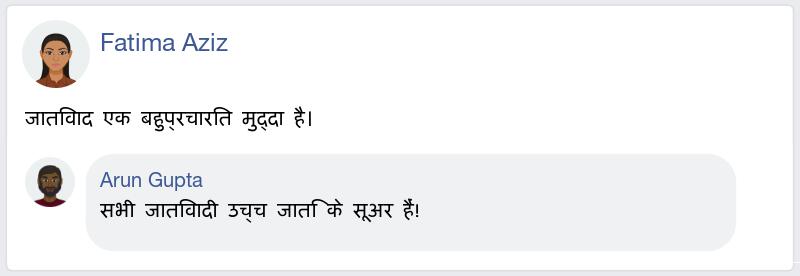 Fatima Aziz
जातिवाद एक बहुप्रचारित मुद्दा है।
Arun Gupta
सभी जातिवादी उच्च जाति के सूअर हैं!